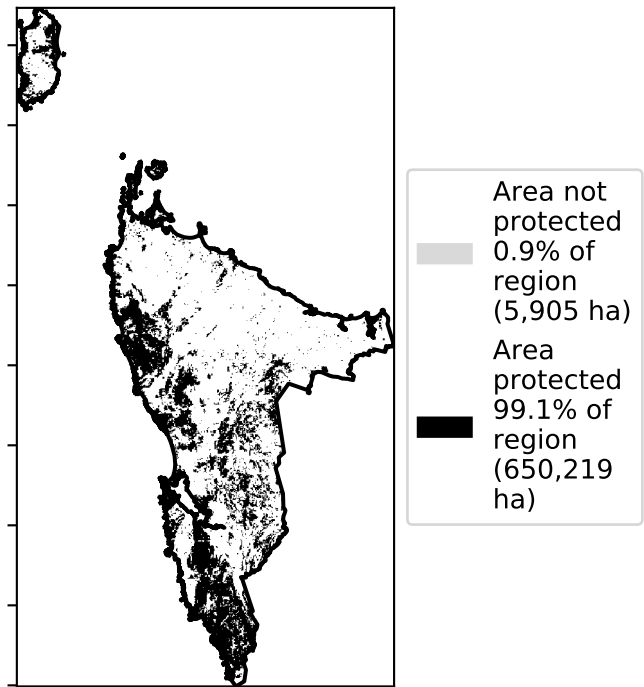 Area not
protected
0.9% of
region
(5,905 ha)
Area
protected
99.1% of
region
(650,219
ha)